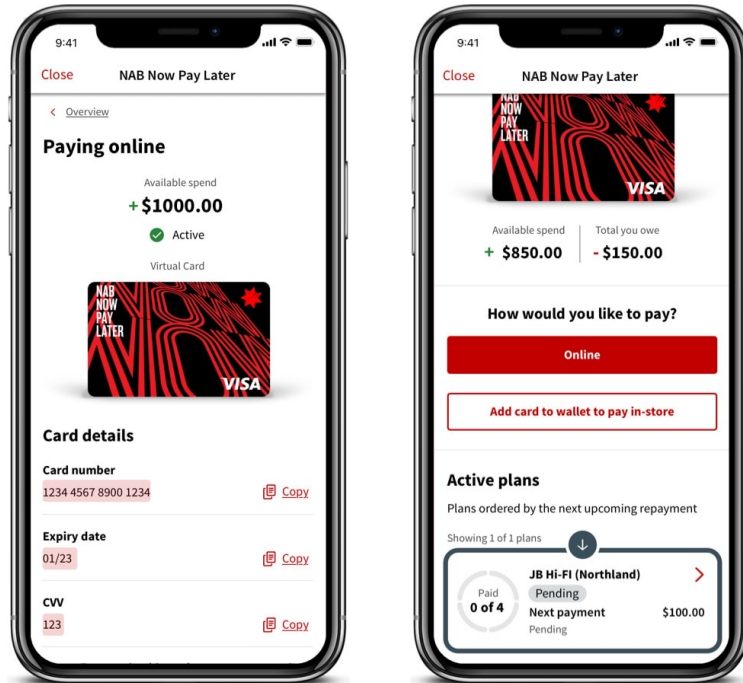 9:41
Close NAB Now Pay Later
Overview
Paying online
Available spend
+ $1000.00
Active
Virtual Card
NAB
NOW
PAY
LATER
VISA
Card details
Card number
1234 4567 8900 1234 Copy
Expiry date
01/23 Copy
CVV
123 Copy
9:41
Close NAB Now Pay Later
NAB
NOW
PAY
LATER
VISA
Available spend Total you owe
+ $850.00 - $150.00
How would you like to pay?
Online
Add card to wallet to pay in-store
Active plans
Plans ordered by the next upcoming repayment
Showing 1 of 1 plans
Paid
0 of 4
JB Hi-FI (Northland)
Pending
Next payment $100.00
Pending